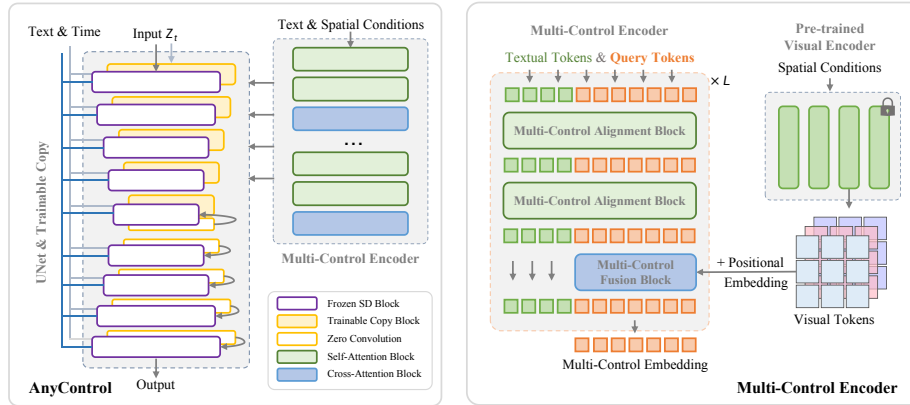 Text & Time
Input Z_t
Text & Spatial Conditions
UNet & Trainable Copy
...
Multi-Control Encoder
Frozen SD Block
Trainable Copy Block
Zero Convolution
Self-Attention Block
Cross-Attention Block
AnyControl
Output
Multi-Control Encoder
Textual Tokens & Query Tokens
× L
Multi-Control Alignment Block
Multi-Control Alignment Block
Multi-Control
Fusion Block
Multi-Control Embedding
Pre-trained
Visual Encoder
Spatial Conditions
+ Positional
Embedding
Visual Tokens
Multi-Control Encoder